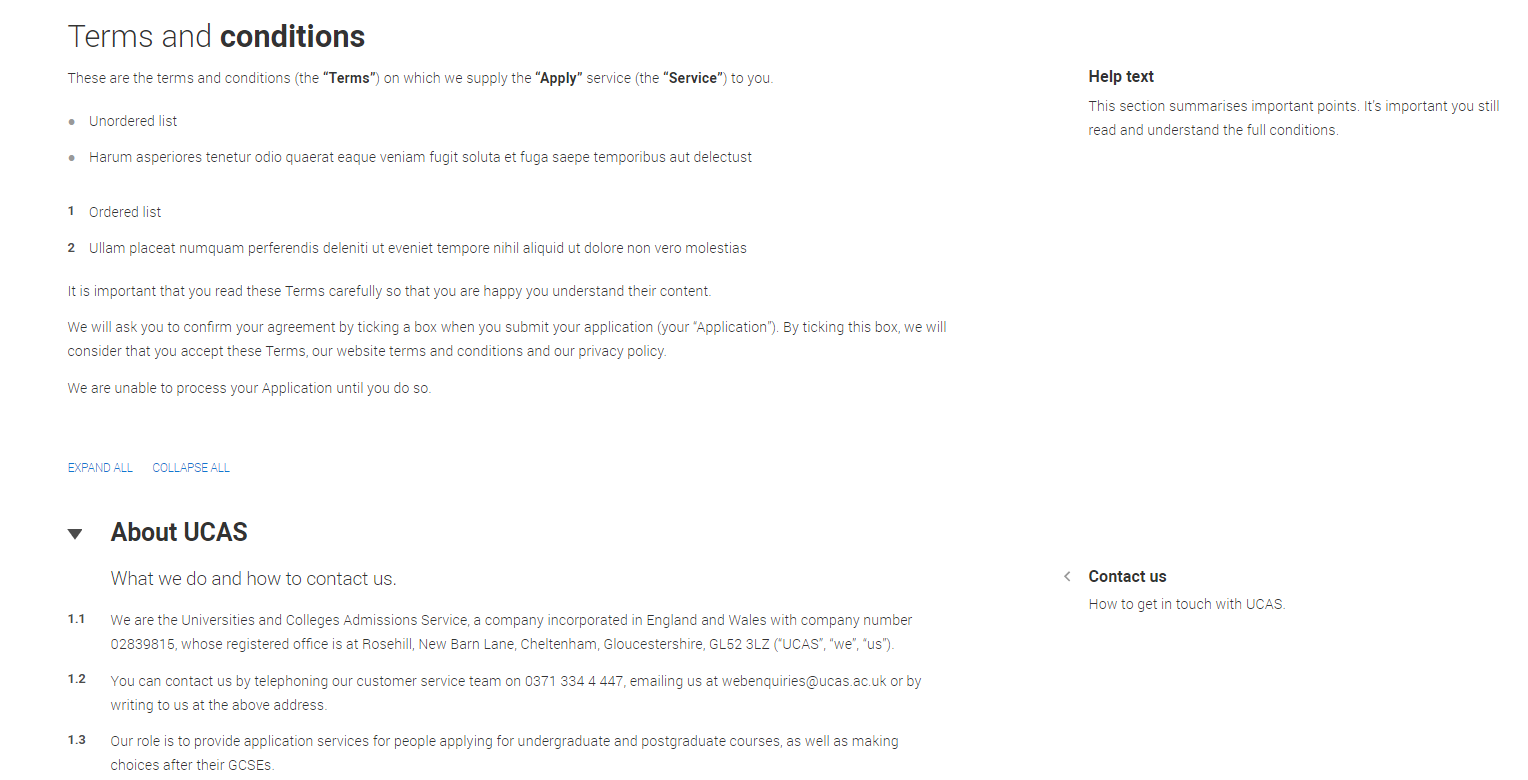 Terms and conditions
These are the terms and conditions (the “Terms”) on which we supply the “Apply” service (the “Service”) to you.
Unordered list
Harum asperiores tenetur odio quaerat eaque veniam fugit soluta et fuga saepe temporibus aut delectust
1 Ordered list
2 Ullam placeat numquam perferendis deleniti ut eveniet tempore nihil aliquid ut dolore non vero molestias
It is important that you read these Terms carefully so that you are happy you understand their content.
We will ask you to confirm your agreement by ticking a box when you submit your application (your “Application”). By ticking this box, we will
consider that you accept these Terms, our website terms and conditions and our privacy policy.
We are unable to process your Application until you do so.
Help text
This section summarises important points. It's important you still
read and understand the full conditions.
EXPAND ALL COLLAPSE ALL
About UCAS
What we do and how to contact us.
1.1 We are the Universities and Colleges Admissions Service, a company incorporated in England and Wales with company number
02839815, whose registered office is at Rosehill, New Barn Lane, Cheltenham, Gloucestershire, GL52 3LZ (“UCAS”, “we”, “us”).
1.2 You can contact us by telephoning our customer service team on 0371 334 4 447, emailing us at webenquiries@ucas.ac.uk or by
writing to us at the above address.
1.3 Our role is to provide application services for people applying for undergraduate and postgraduate courses, as well as making
choices after their GCSEs.
Contact us
How to get in touch with UCAS.